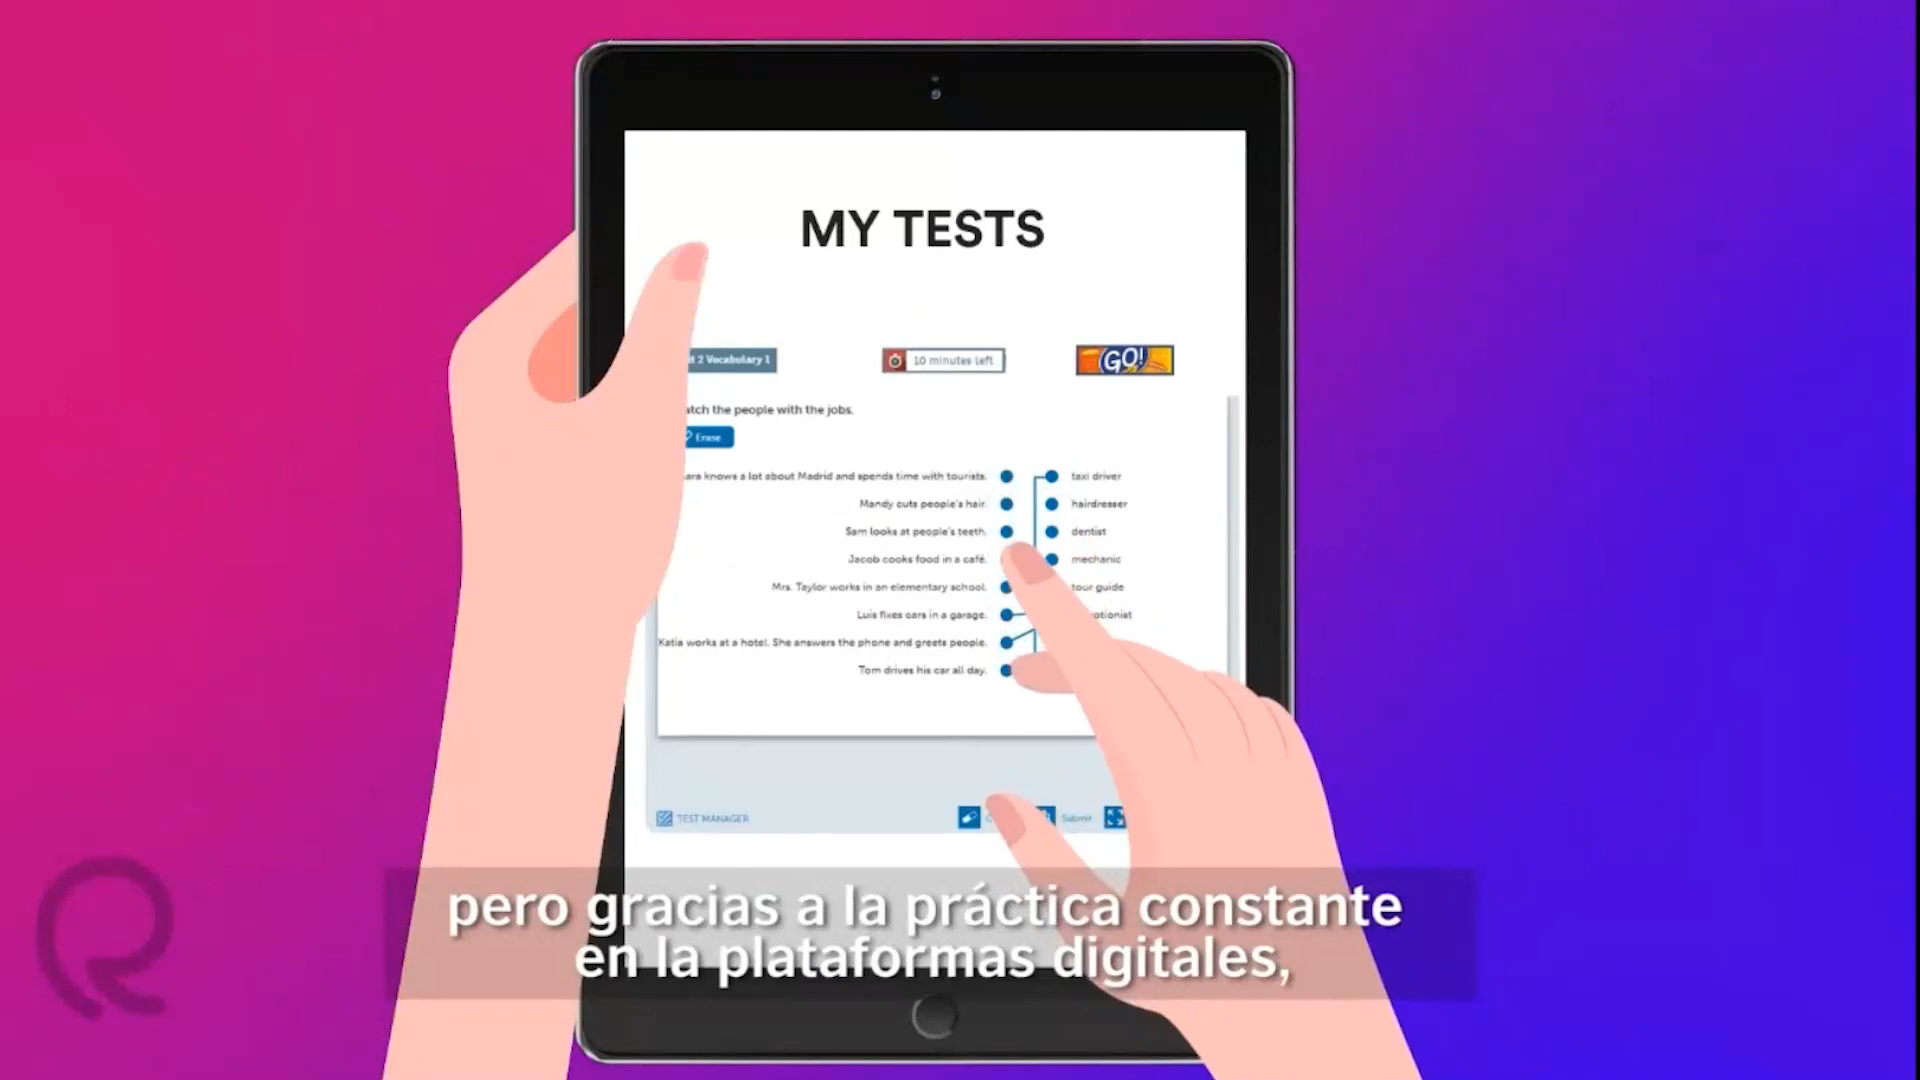 MY TESTS
2 Vocabulary 1
10 minutes left
GO!
the people with the jobs.
Erase
knows a lot about Madrid and spends time with tourists.
taxi driver
Mandy cuts people's hair.
hairdresser
Sam looks at people's teeth.
dentist
Jacob cooks food in a café.
mechanic
Mrs. Taylor works in an elementary school.
tour guide
Luis fixes cars in a garage.
Katia works at a hotel. She answers the phone and greets people.
Tom drives his car all day.
TEST MANAGER
Submit
pero gracias a la práctica constante
en la plataformas digitales,